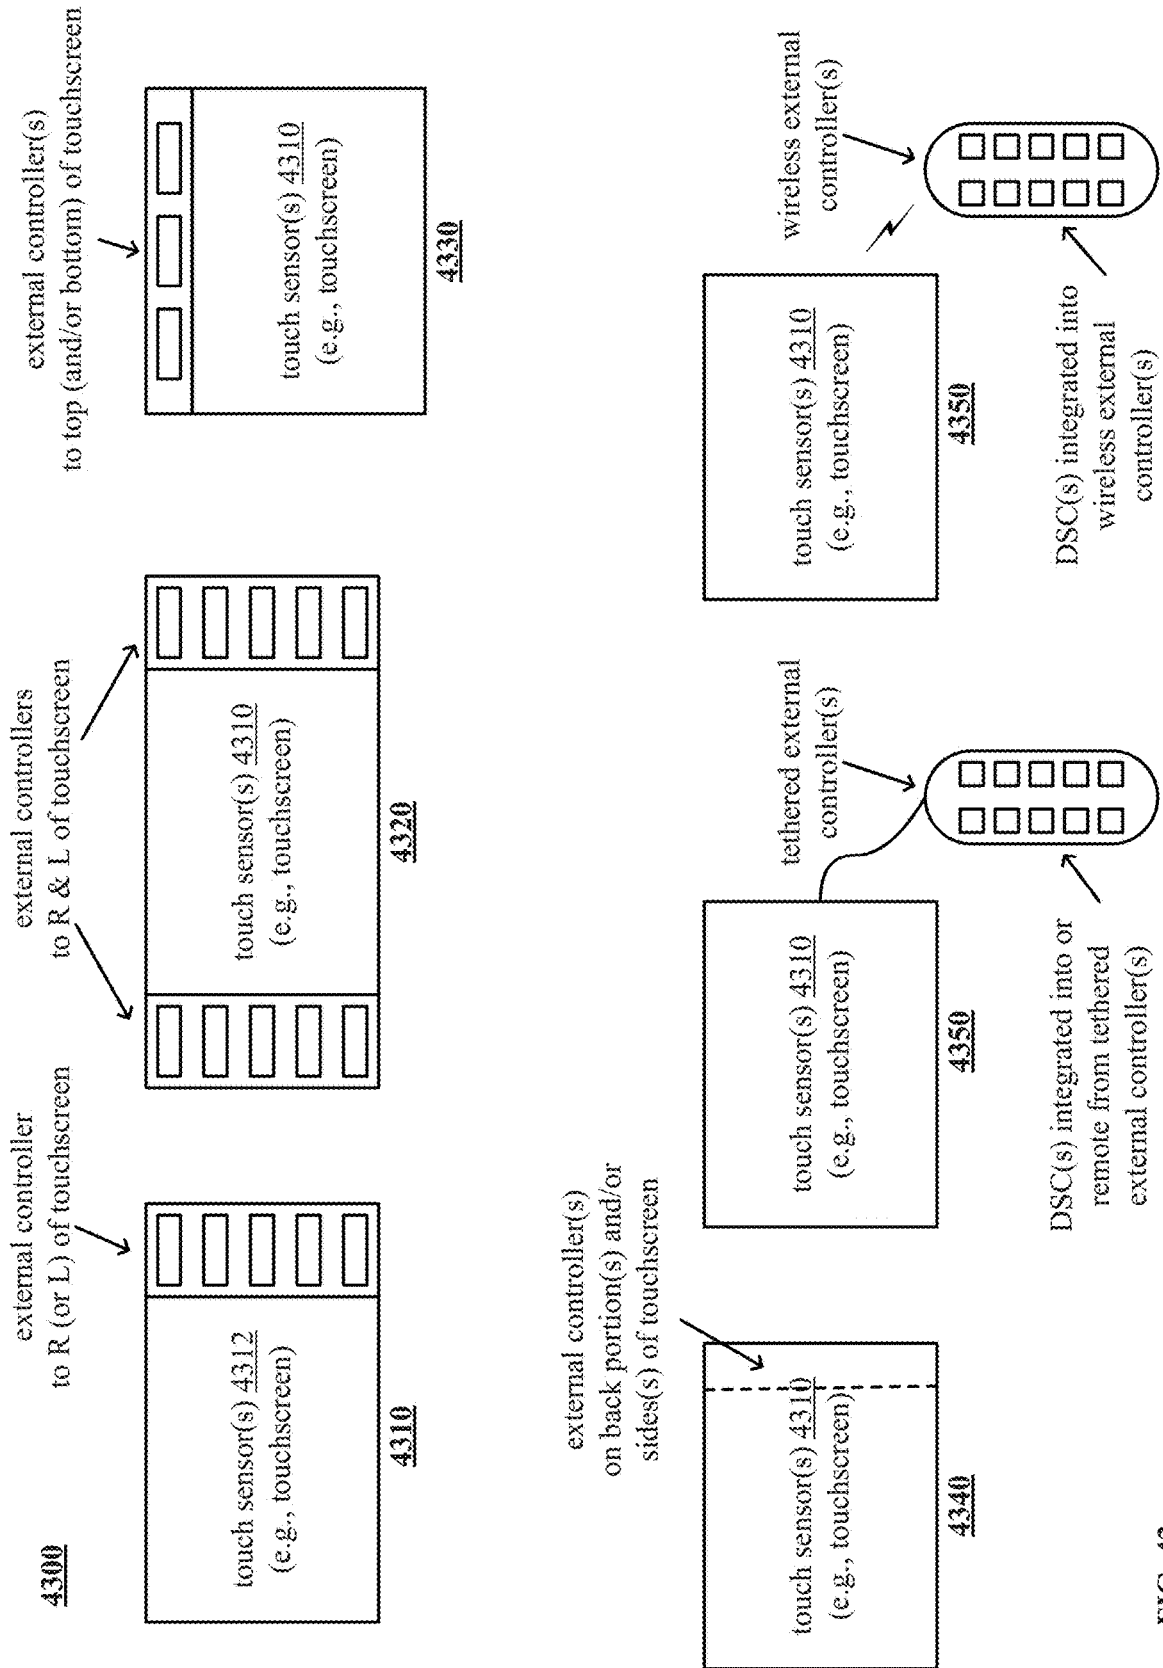 4300
external controller
to R (or L) of touchscreen
touch sensor(s) 4312
(e.g., touchscreen)
4310
external controllers
to R & L of touchscreen
touch sensor(s) 4310
(e.g., touchscreen)
4320
external controller(s)
to top (and/or bottom) of touchscreen
touch sensor(s) 4310
(e.g., touchscreen)
4330
external controller(s)
on back portion(s) and/or
sides(s) of touchscreen
touch sensor(s) 4310
(e.g., touchscreen)
4340
tethered external
controller(s)
touch sensor(s) 4310
(e.g., touchscreen)
4350
DSC(s) integrated into or
remote from tethered
external controller(s)
wireless external
controller(s)
touch sensor(s) 4310
(e.g., touchscreen)
4350
DSC(s) integrated into
wireless external
controller(s)